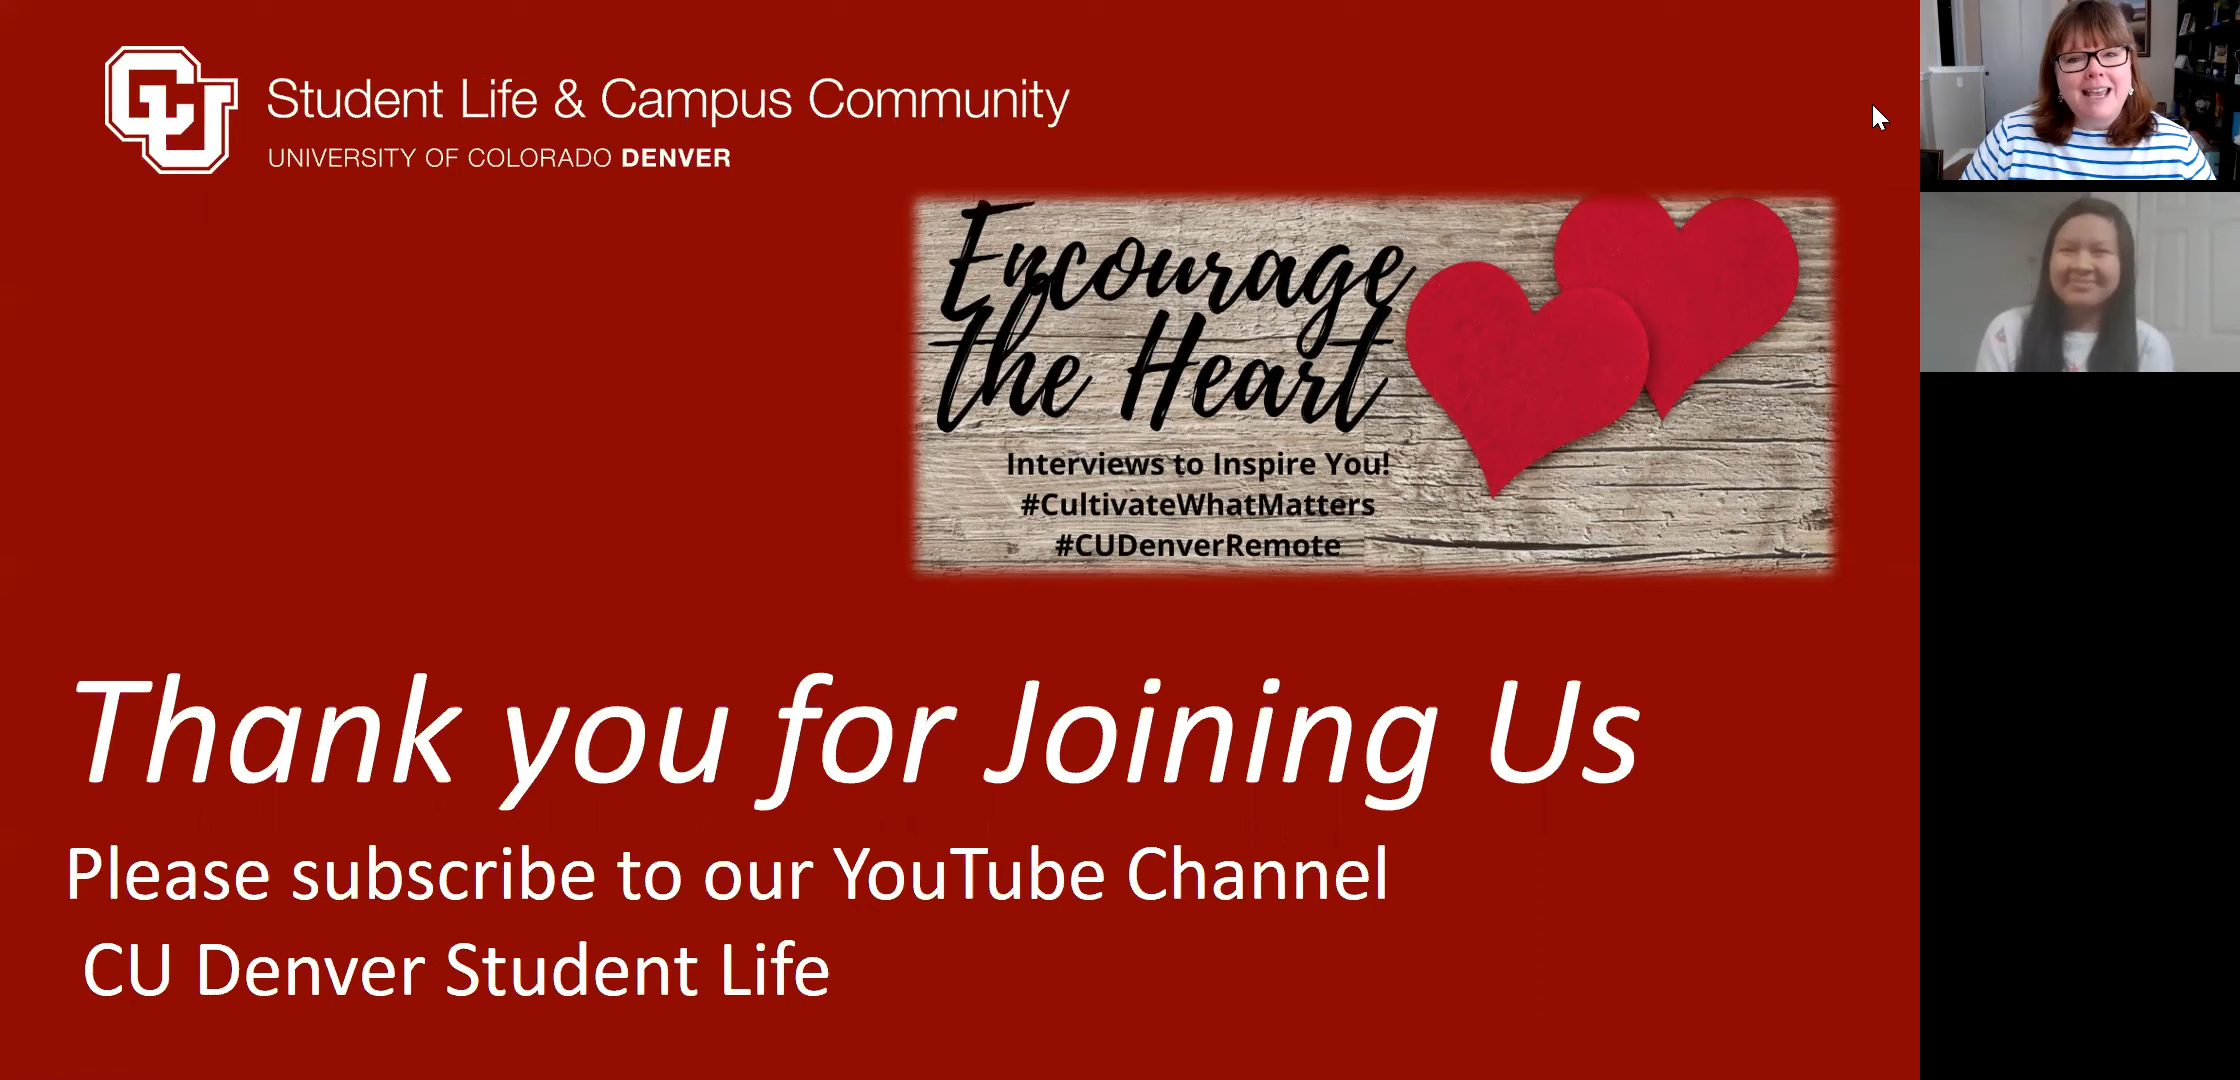 CU
Student Life & Campus Community
UNIVERSITY OF COLORADO DENVER
Encourage
the Heart
Interviews to Inspire You!
#CultivateWhatMatters
#CUDenverRemote
Thank you for Joining Us
Please subscribe to our YouTube Channel
CU Denver Student Life